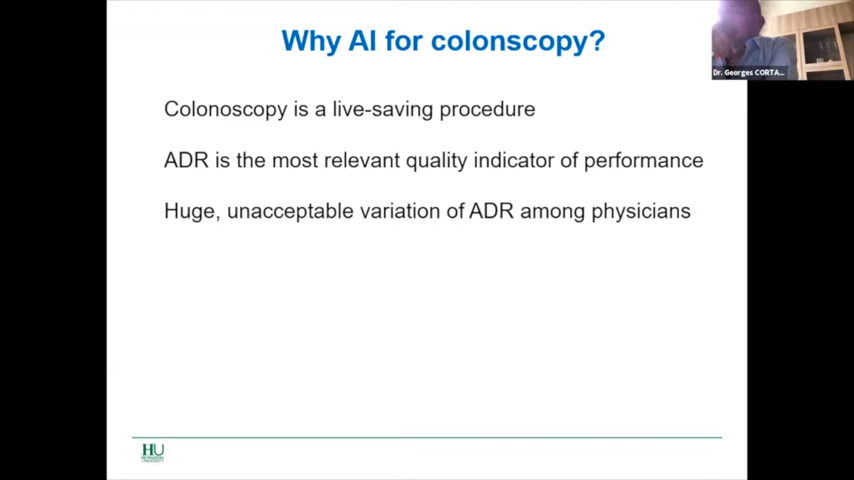 Why AI for colonscopy?
Dr. Georges CORTA...
Colonoscopy is a live-saving procedure
ADR is the most relevant quality indicator of performance
Huge, unacceptable variation of ADR among physicians
HU